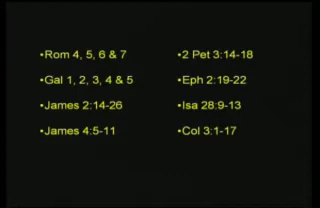 •Rom 4, 5, 6 & 7
•Gal 1, 2, 3, 4 & 5
•James 2:14-26
•James 4:5-11
•2 Pet 3:14-18
•Eph 2:19-22
•Isa 28:9-13
•Col 3:1-17